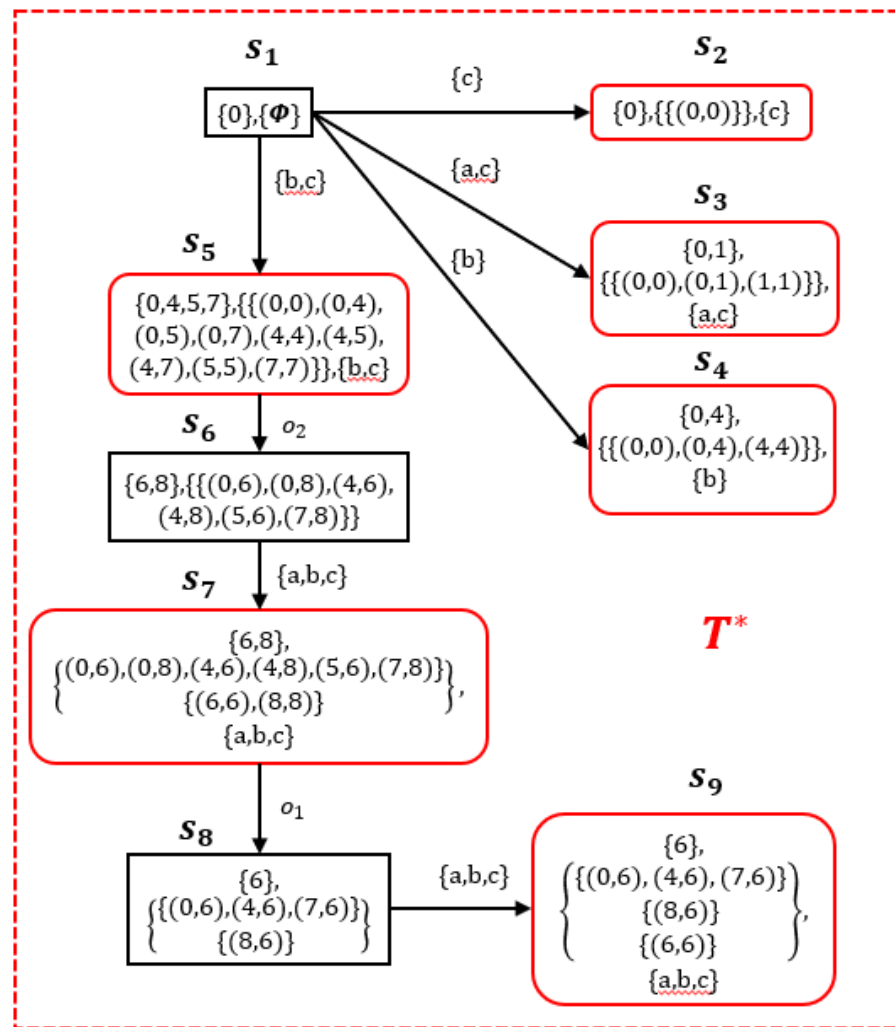 s₁
s₂
{0},{Φ}
{c}
{0},{{(0,0)}},{c}
{b,c}
{a,c}
{b}
s₃
{0,1},
{{(0,0),(0,1),(1,1)}},
{a,c}
s₅
{0,4,5,7},{{(0,0),(0,4),
(0,5),(0,7),(4,4),(4,5),
(4,7),(5,5),(7,7)}},{b,c}
s₄
{0,4},
{{(0,0),(0,4),(4,4)}},
{b}
s₆
o₂
{6,8},{{(0,6),(0,8),(4,6),
(4,8),(5,6),(7,8)}}
s₇
{a,b,c}
{6,8},
{(0,6),(0,8),(4,6),(4,8),(5,6),(7,8)}
{ {(6,6),(8,8)} },
{a,b,c}
T*
o₁
s₈
{6},
{ {(0,6),(4,6),(7,6)} }
{(8,6)}
{a,b,c}
s₉
{6},
{{(0,6), (4,6), (7,6)}
{(8,6)}
{(6,6)} },
{a,b,c}